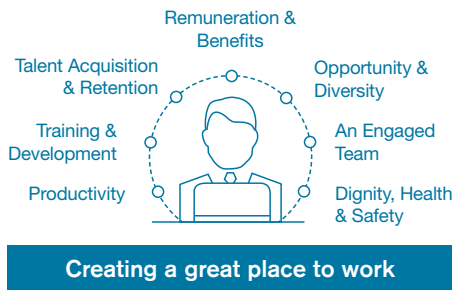 Remuneration &
Benefits
Talent Acquisition
& Retention
Opportunity &
Diversity
Training &
Development
An Engaged
Team
Productivity
Dignity, Health
& Safety
Creating a great place to work